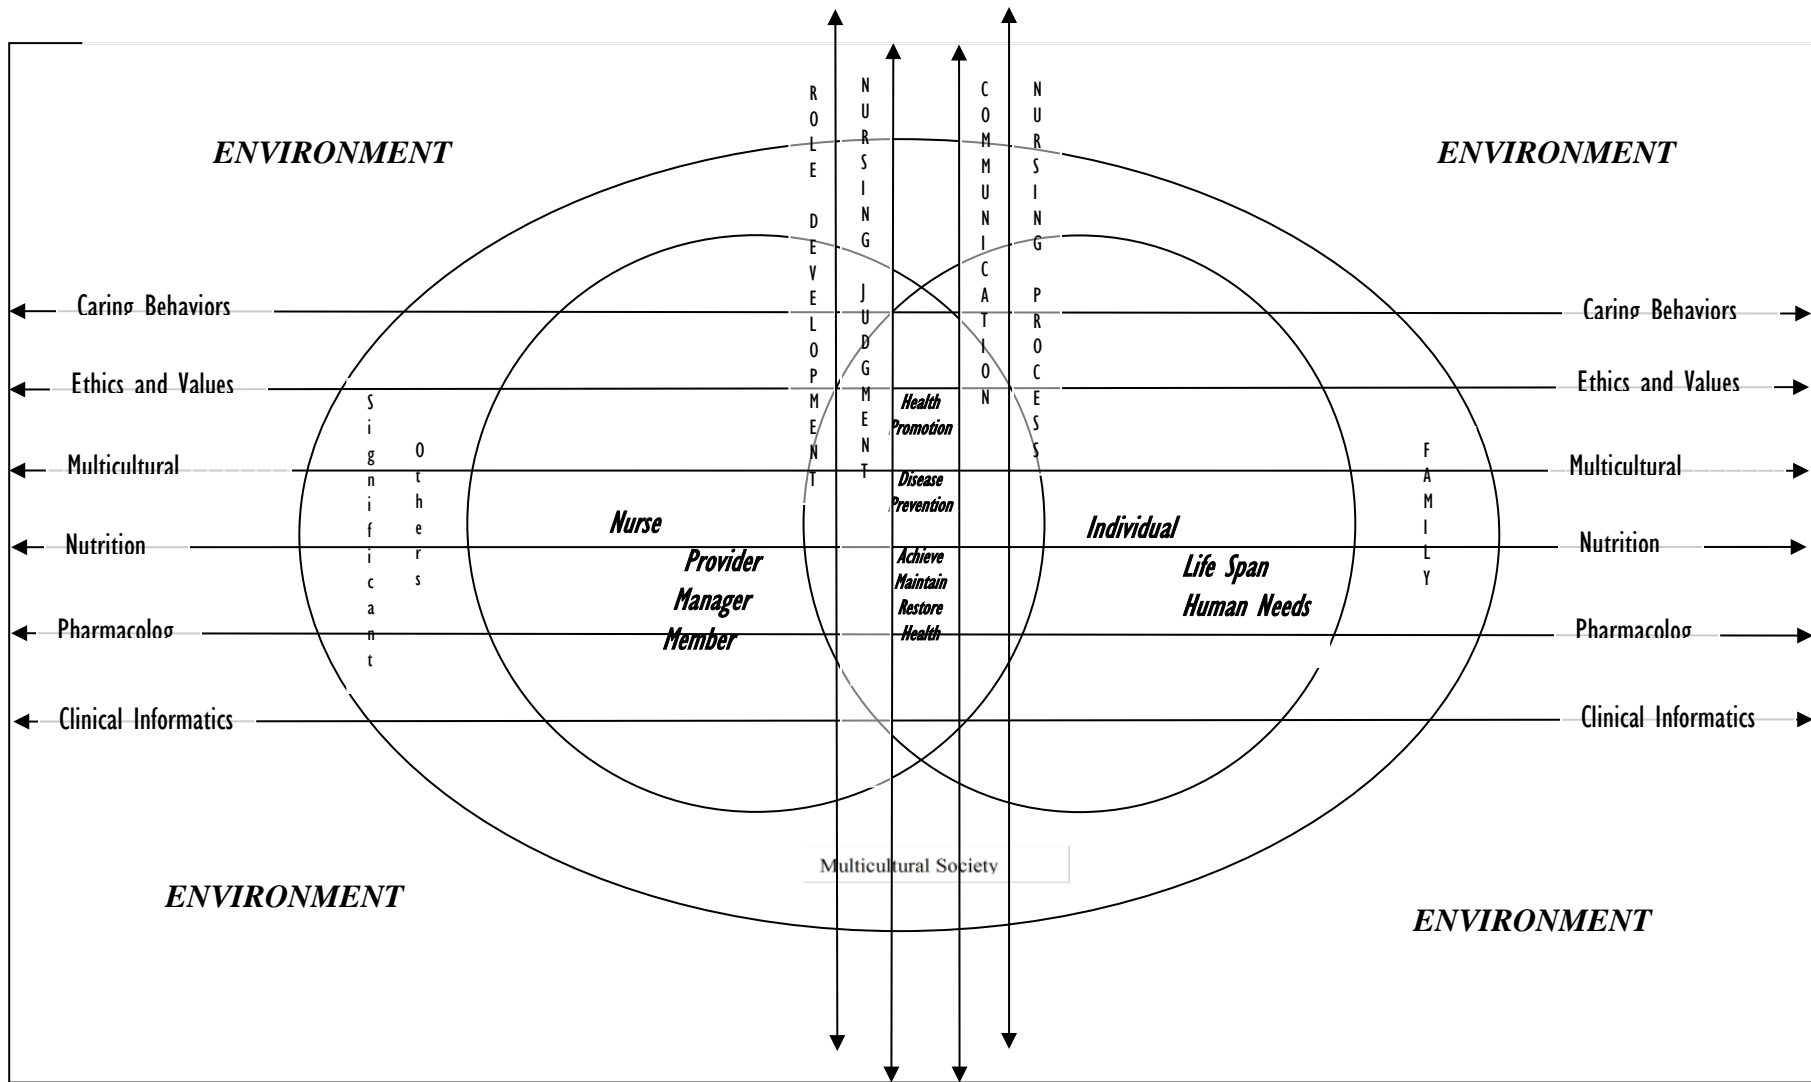 ROLE DEVELOPMENT
NURSING JUDGMENT
COMMUNICATION
NURSING PROCESS
ENVIRONMENT
ENVIRONMENT
Caring Behaviors
Caring Behaviors
Ethics and Values
Ethics and Values
Multicultural
Multicultural
Nutrition
Nutrition
Pharmacolog
Pharmacolog
Clinical Informatics
Clinical Informatics
Significant
Others
Nurse
Provider
Manager
Member
Health
Promotion
Disease
Prevention
Achieve
Maintain
Restore
Health
Individual
Life Span
Human Needs
FAMILY
Multicultural Society
ENVIRONMENT
ENVIRONMENT